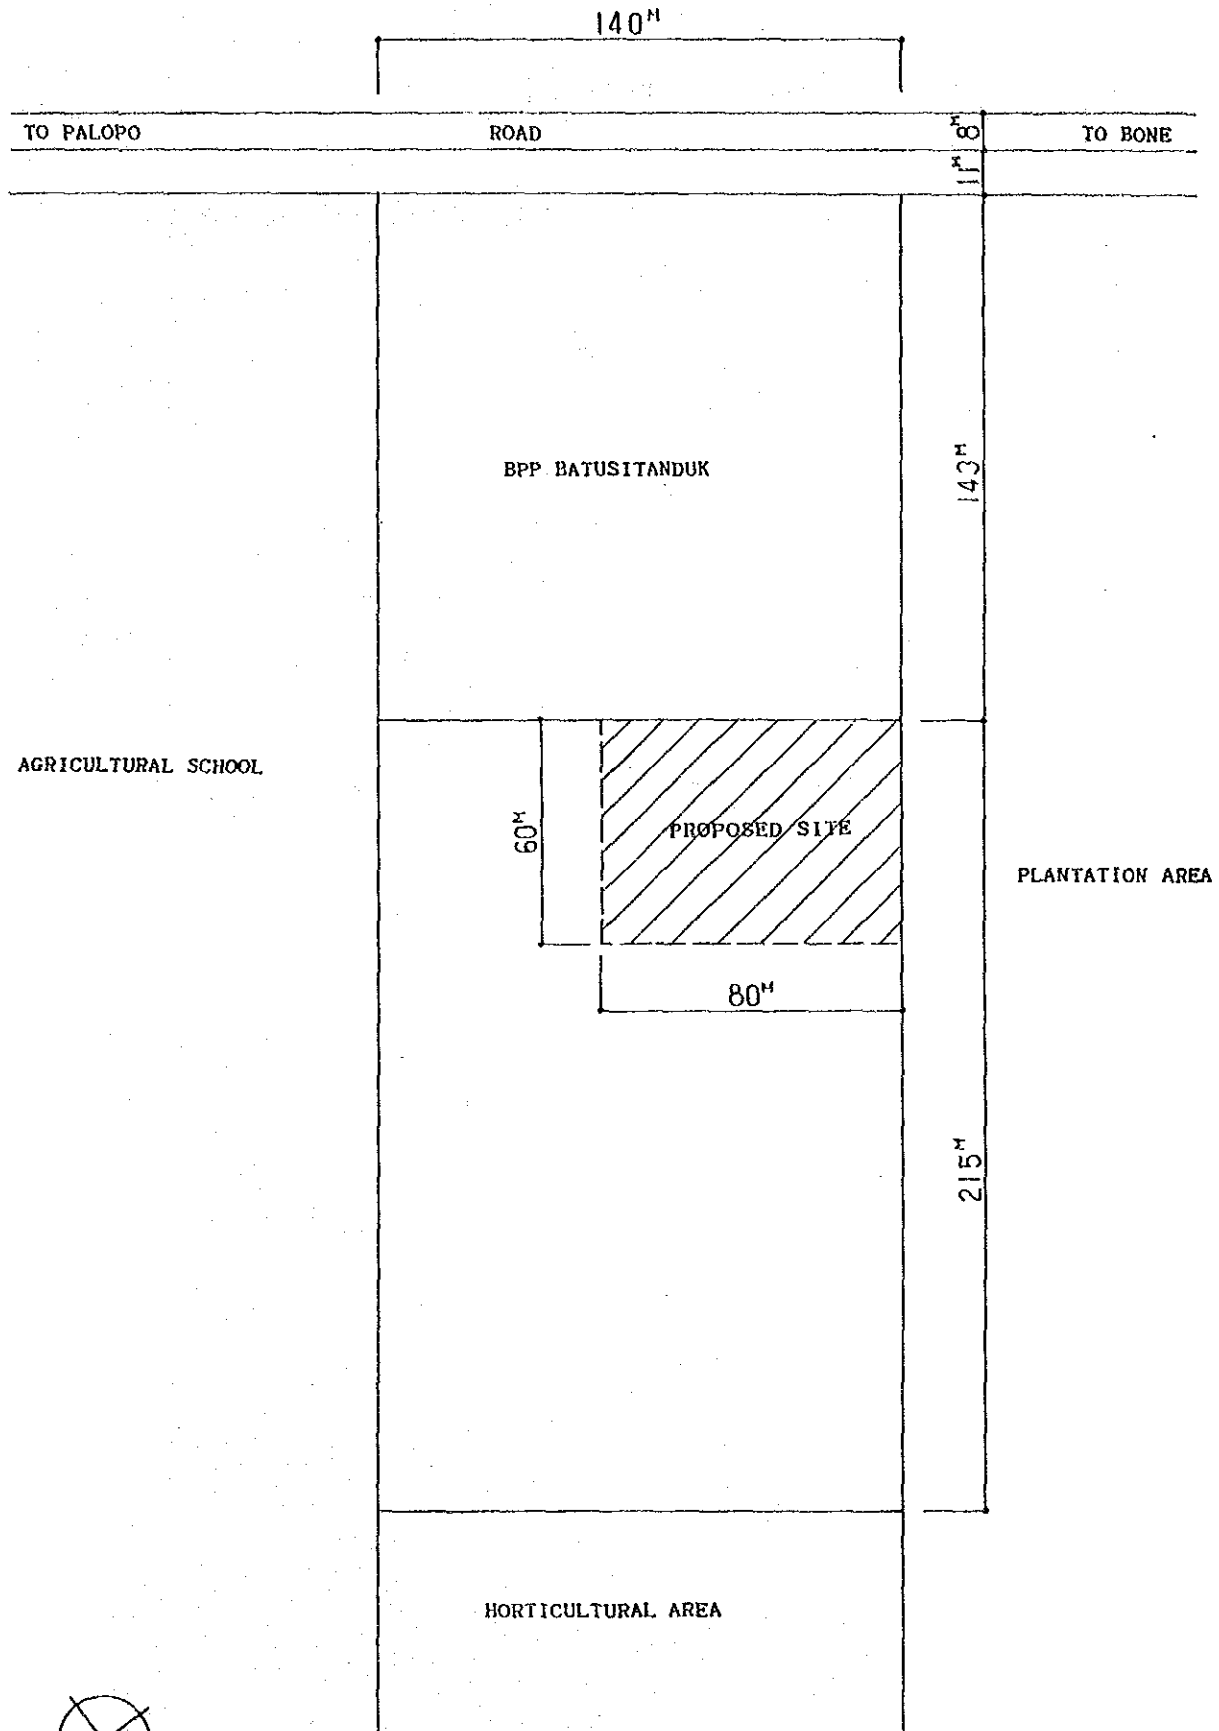 140M
TO PALOPO
ROAD
8M
TO BONE
11M
BPP BATUSITANDUK
143M
AGRICULTURAL SCHOOL
60M
PROPOSED SITE
PLANTATION AREA
80M
215M
HORTICULTURAL AREA